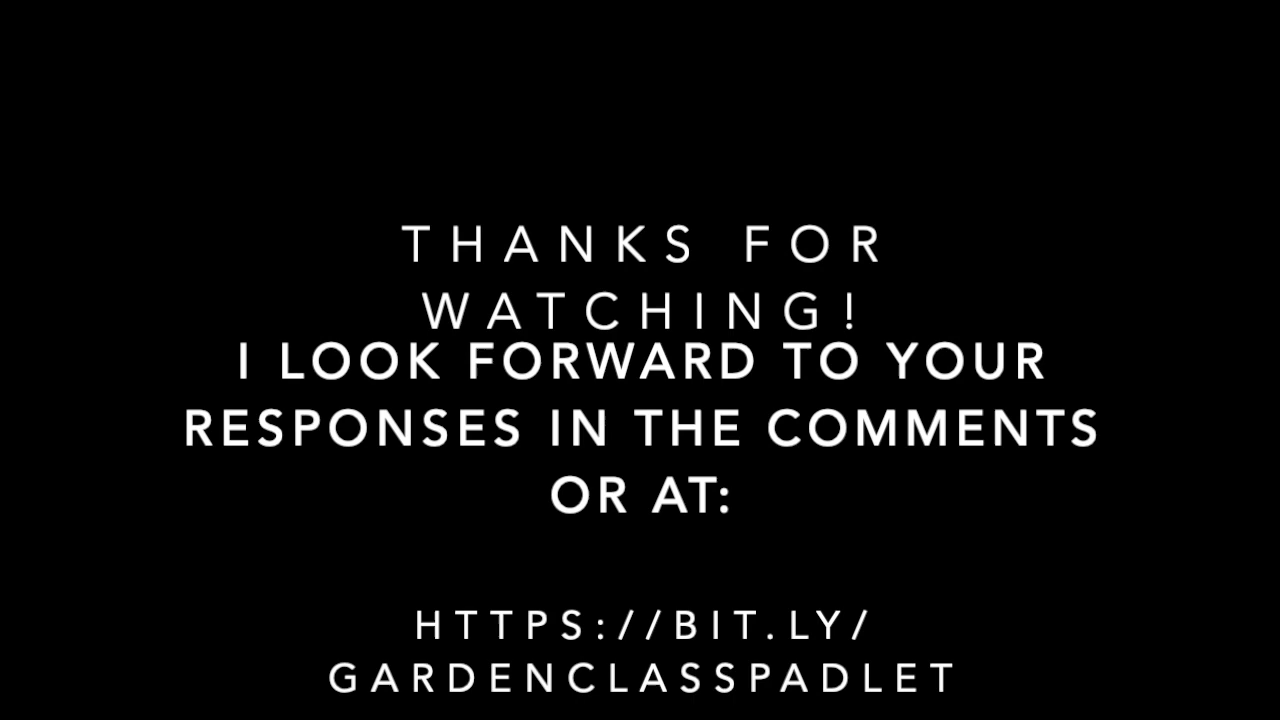 THANKS FOR
WATCHING!
I LOOK FORWARD TO YOUR
RESPONSES IN THE COMMENTS
OR AT:
HTTPS://BIT.LY/
GARDENCLASSPADLET